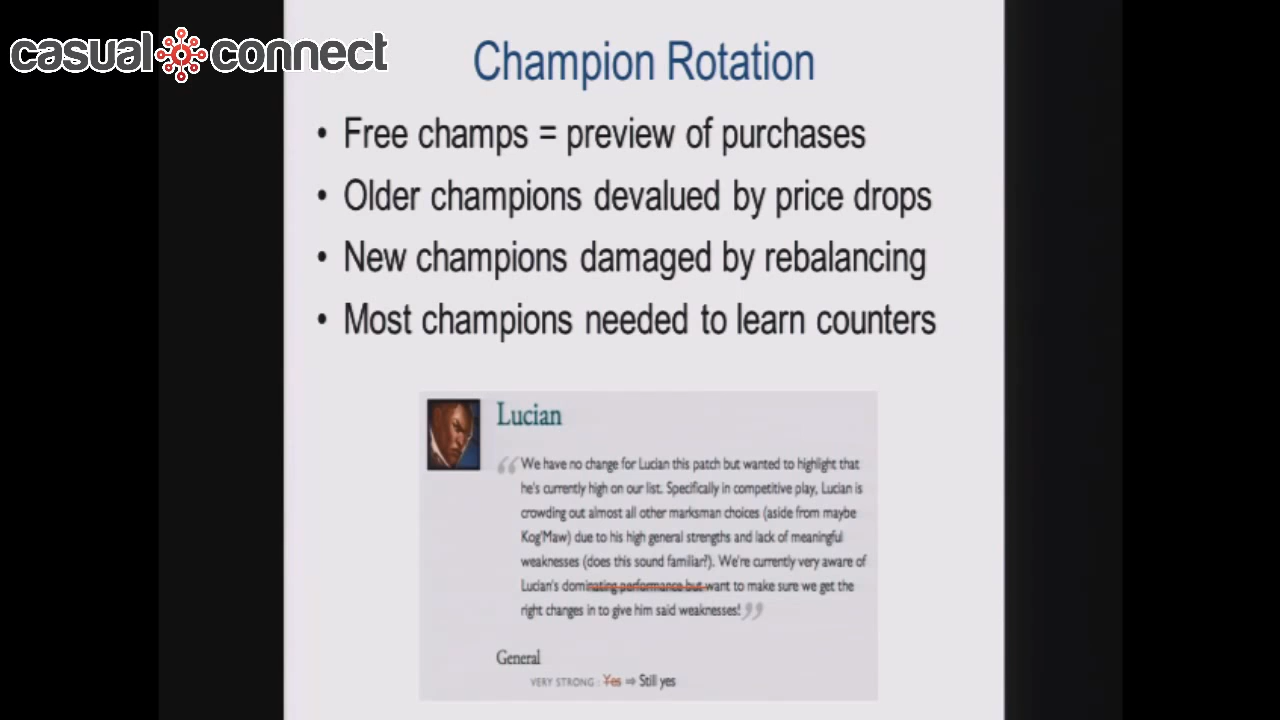 casual connect
Champion Rotation
• Free champs = preview of purchases
• Older champions devalued by price drops
• New champions damaged by rebalancing
• Most champions needed to learn counters
Lucian
“We have no change for Lucian this patch but wanted to highlight that
he's currently high on our list. Specifically in competitive play, Lucian is
crowding out almost all other marksman choices (aside from maybe
Kog'Maw) due to his high general strengths and lack of meaningful
weaknesses (does this sound familiar?). We're currently very aware of
Lucian's dominating performance but want to make sure we get the
right changes in to give him said weaknesses!”
General
VERY STRONG : Yes ⇒ Still yes